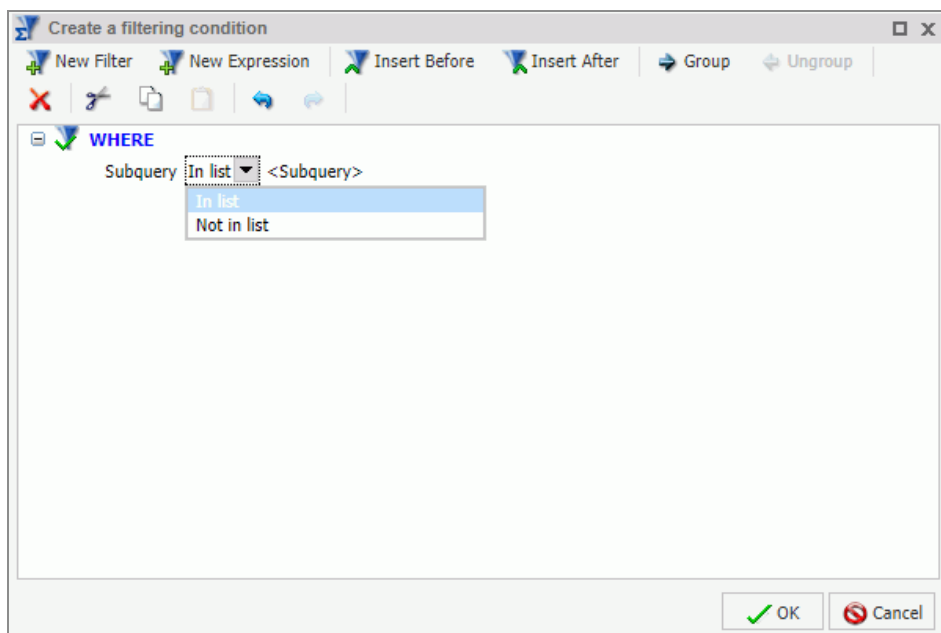 Create a filtering condition
New Filter New Expression Insert Before Insert After Group Ungroup
WHERE
Subquery In list <Subquery>
In list
Not in list
OK Cancel